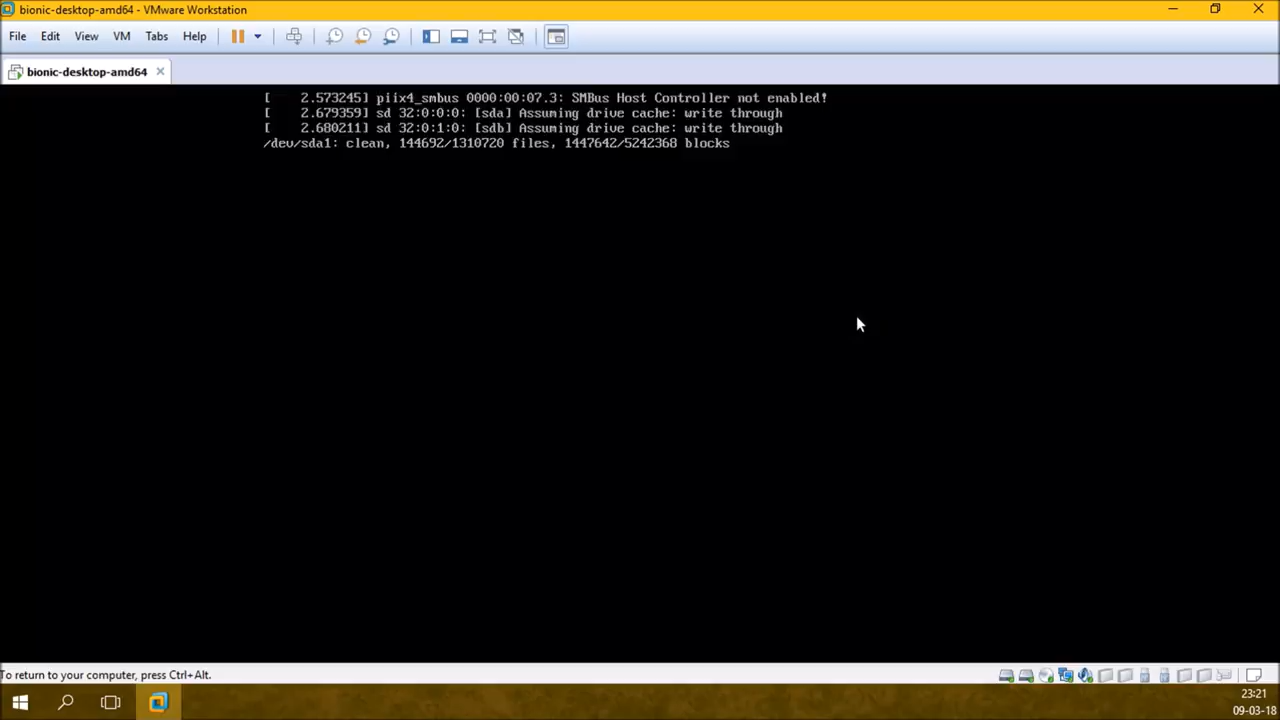 bionic-desktop-amd64 - VMware Workstation
File Edit View VM Tabs Help
bionic-desktop-amd64
[    2.573245] piix4_smbus 0000:00:07.3: SMBus Host Controller not enabled!
[    2.679359] sd 32:0:0:0: [sda] Assuming drive cache: write through
[    2.680211] sd 32:0:1:0: [sdb] Assuming drive cache: write through
/dev/sda1: clean, 144692/1310720 files, 1447642/5242368 blocks
To return to your computer, press Ctrl+Alt.
23:21
09-03-18